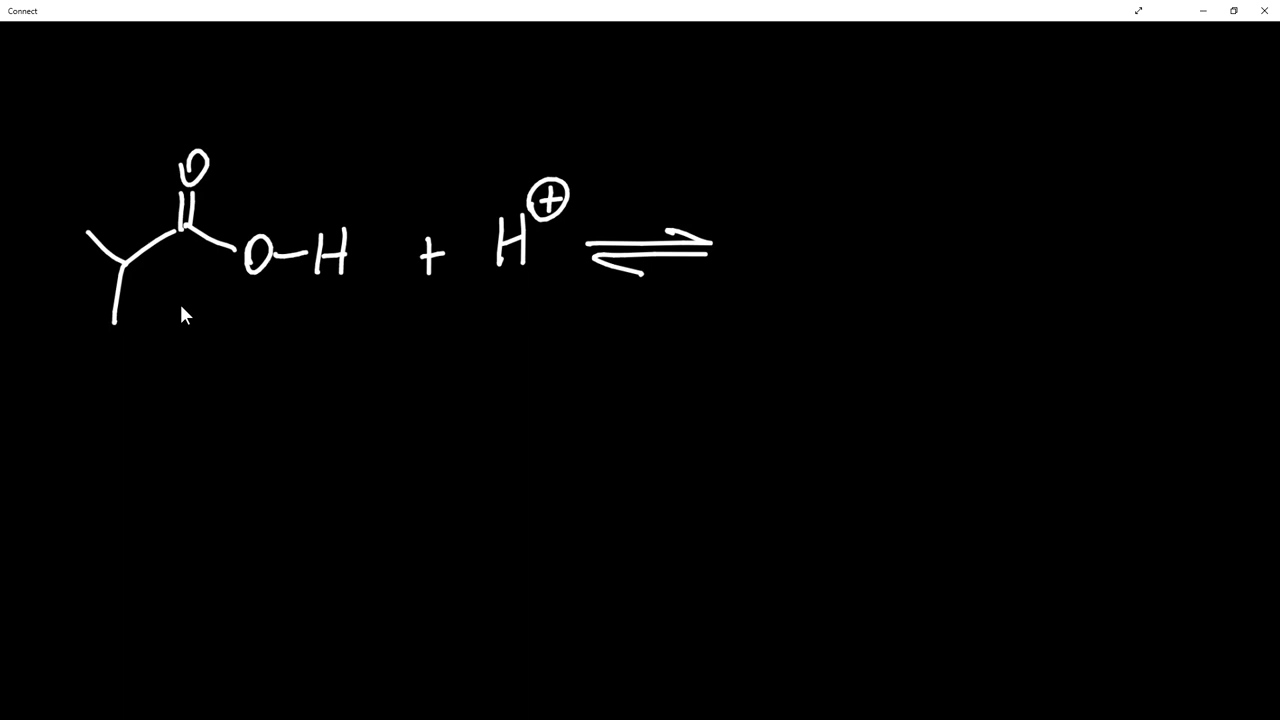 Connect
O
O-H + H⊕ ⇌